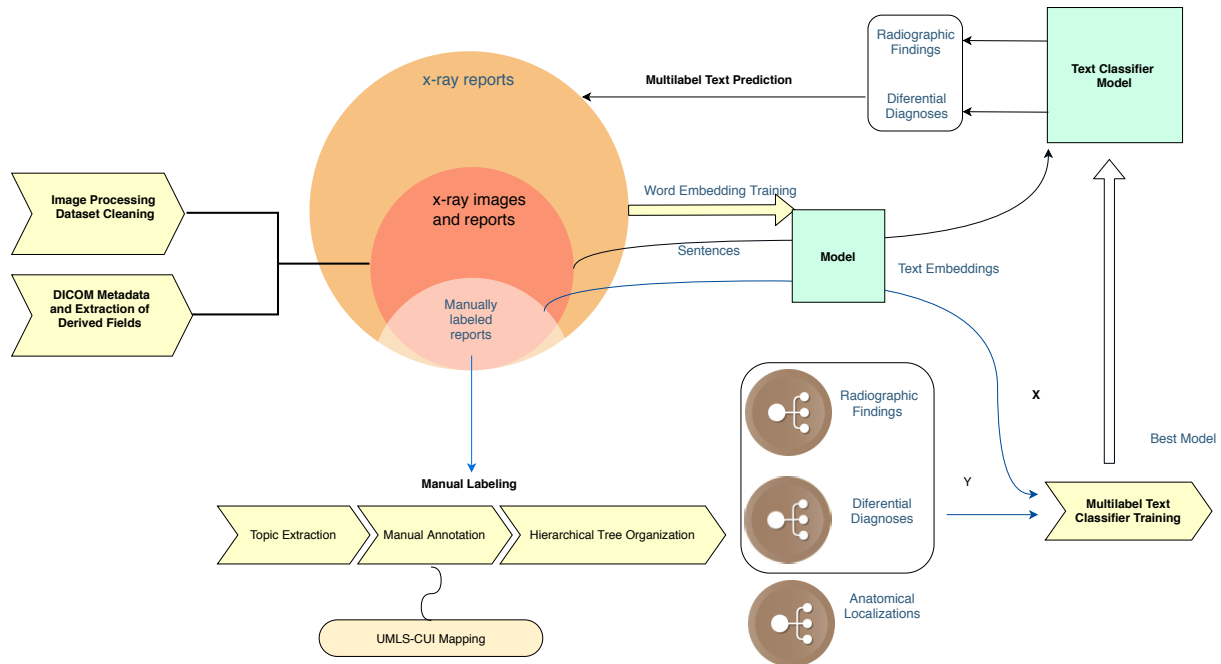 x-ray reports
Multilabel Text Prediction
Radiographic
Findings
Diferential
Diagnoses
Text Classifier
Model
Image Processing
Dataset Cleaning
x-ray images
and reports
Word Embedding Training
Sentences
Model
Text Embeddings
DICOM Metadata
and Extraction of
Derived Fields
Manually
labeled
reports
Radiographic
Findings
X
Best Model
Manual Labeling
Y
Diferential
Diagnoses
Multilabel Text
Classifier Training
Topic Extraction
Manual Annotation
Hierarchical Tree Organization
Anatomical
Localizations
UMLS-CUI Mapping